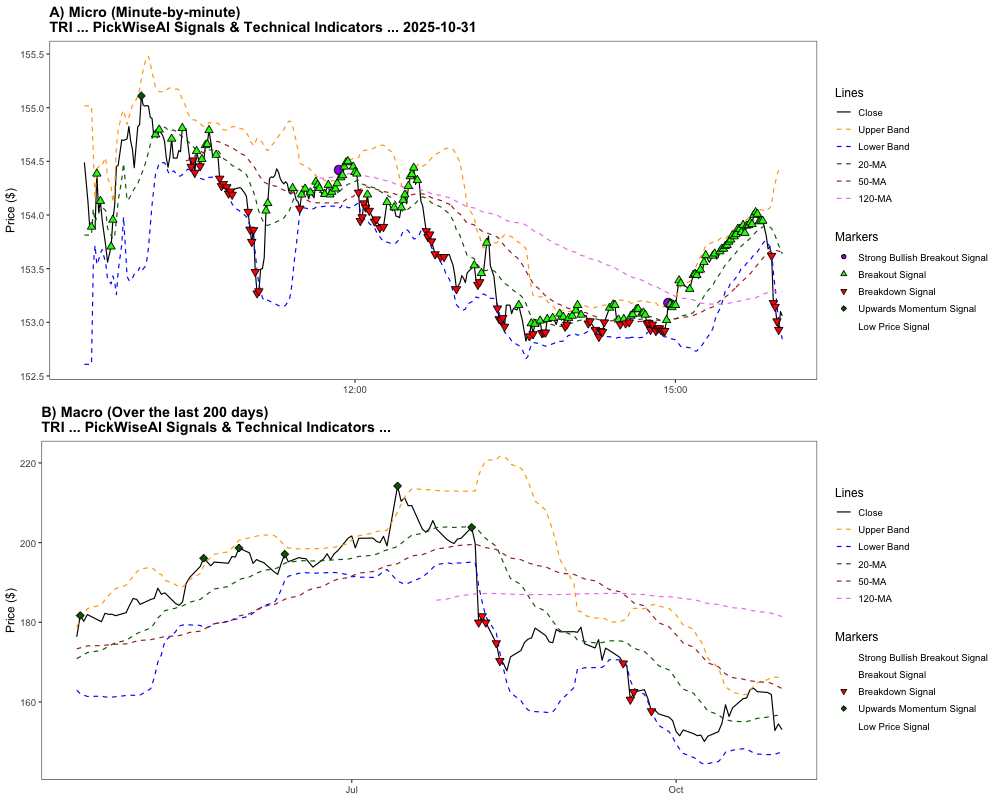 A) Micro (Minute-by-minute)
TRI ... PickWiseAI Signals & Technical Indicators ... 2025-10-31
155.5
155.0
154.5
154.0
153.5
153.0
152.5
Price ($)
12:00
15:00
Lines
Close
Upper Band
Lower Band
20-MA
50-MA
120-MA
Markers
Strong Bullish Breakout Signal
Breakout Signal
Breakdown Signal
Upwards Momentum Signal
Low Price Signal
B) Macro (Over the last 200 days)
TRI ... PickWiseAI Signals & Technical Indicators ...
220
200
180
160
Price ($)
Jul
Oct
Lines
Close
Upper Band
Lower Band
20-MA
50-MA
120-MA
Markers
Strong Bullish Breakout Signal
Breakout Signal
Breakdown Signal
Upwards Momentum Signal
Low Price Signal